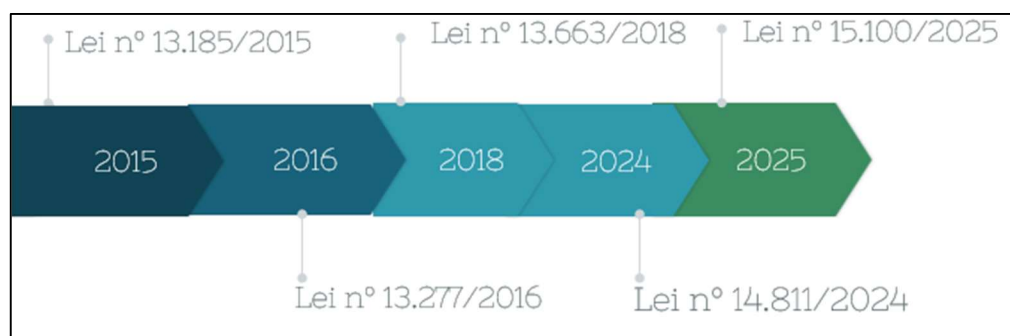 Lei nº 13.185/2015
Lei nº 13.663/2018
Lei nº 15.100/2025
2015
2016
2018
2024
2025
Lei nº 13.277/2016
Lei nº 14.811/2024